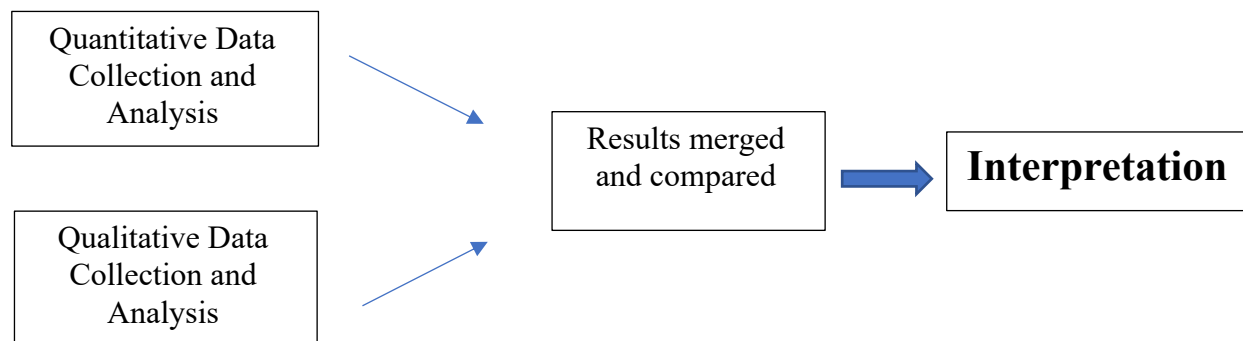 Quantitative Data
Collection and
Analysis
Qualitative Data
Collection and
Analysis
Results merged
and compared
Interpretation